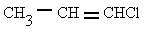 CH₃ — CH = CHCl